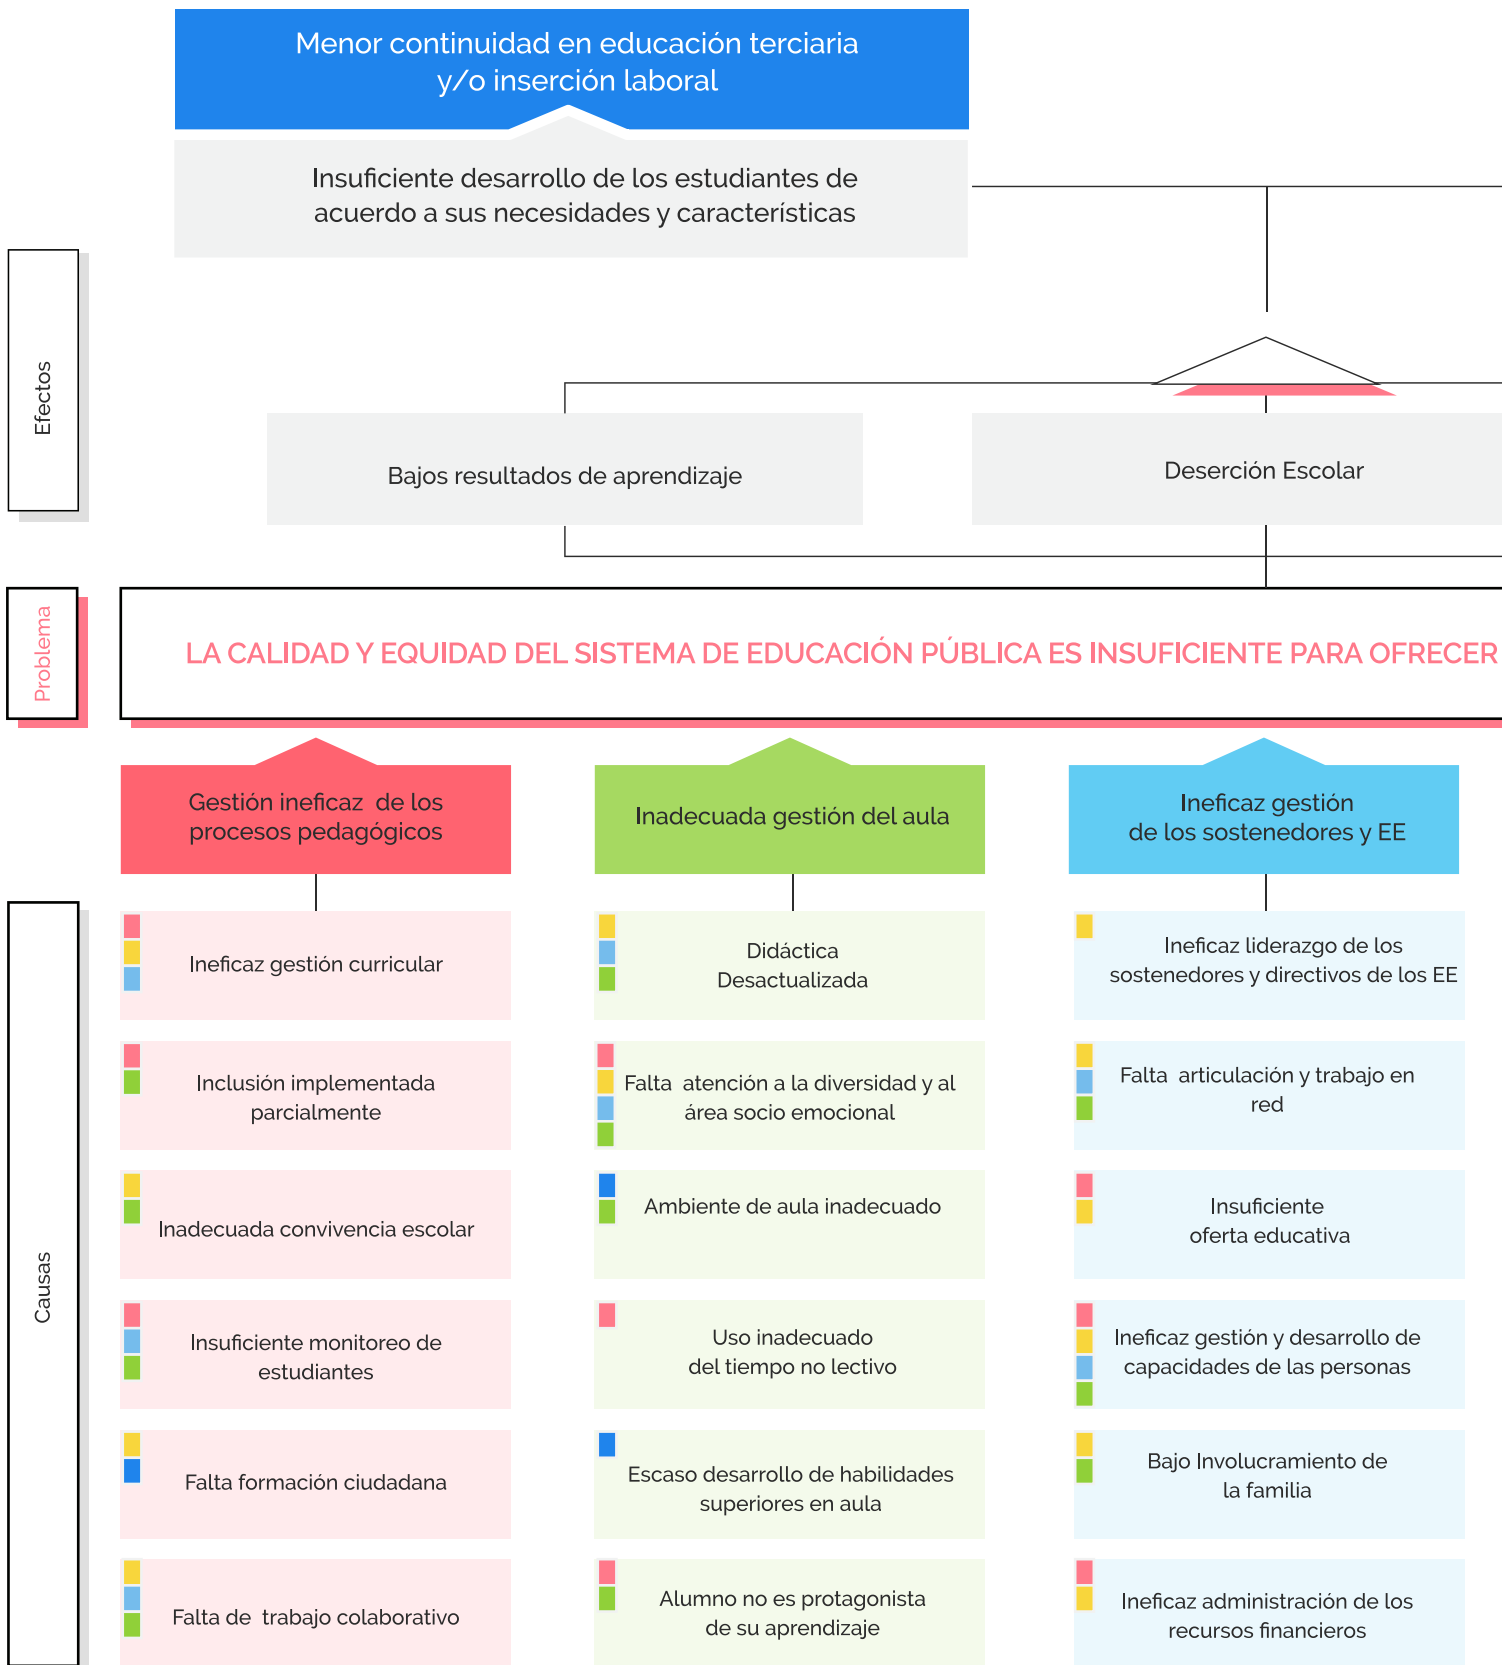 Menor continuidad en educación terciaria
y/o inserción laboral
Insuficiente desarrollo de los estudiantes de
acuerdo a sus necesidades y características
Efectos
Bajos resultados de aprendizaje
Deserción Escolar
Problema
LA CALIDAD Y EQUIDAD DEL SISTEMA DE EDUCACIÓN PÚBLICA ES INSUFICIENTE PARA OFRECER
Gestión ineficaz de los
procesos pedagógicos
Inadecuada gestión del aula
Ineficaz gestión
de los sostenedores y EE
Causas
Ineficaz gestión curricular
Didáctica
Desactualizada
Ineficaz liderazgo de los
sostenedores y directivos de los EE
Inclusión implementada
parcialmente
Falta atención a la diversidad y al
área socio emocional
Falta articulación y trabajo en
red
Inadecuada convivencia escolar
Ambiente de aula inadecuado
Insuficiente
oferta educativa
Insuficiente monitoreo de
estudiantes
Uso inadecuado
del tiempo no lectivo
Ineficaz gestión y desarrollo de
capacidades de las personas
Falta formación ciudadana
Escaso desarrollo de habilidades
superiores en aula
Bajo Involucramiento de
la familia
Falta de trabajo colaborativo
Alumno no es protagonista
de su aprendizaje
Ineficaz administración de los
recursos financieros